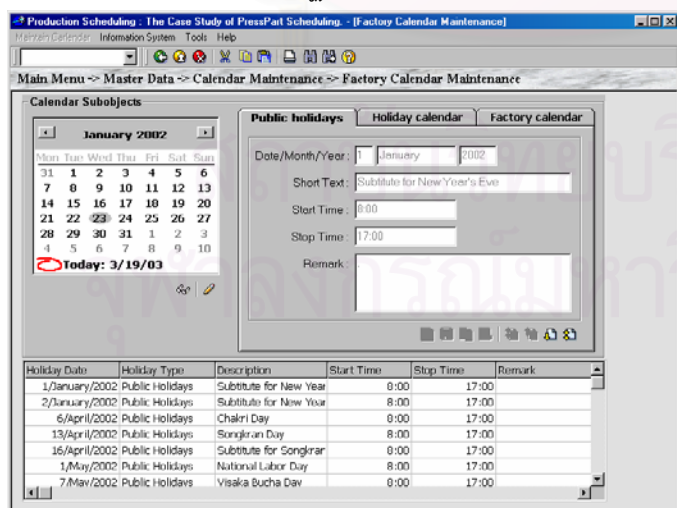 Production Scheduling : The Case Study of PressPart Scheduling. - [Factory Calendar Maintenance]
Maintain Carlendar Information System Tools Help
Main Menu -> Master Data -> Calendar Maintenance -> Factory Calendar Maintenance
Calendar Subobjects
Public holidays Holiday calendar Factory calendar
January 2002
Mon Tue Wed Thu Fri Sat Sun
31 1 2 3 4 5 6
7 8 9 10 11 12 13
14 15 16 17 18 19 20
21 22 23 24 25 26 27
28 29 30 31 1 2 3
4 5 6 7 8 9 10
Today: 3/19/03
Date/Month/Year : 1 January 2002
Short Text : Subtitute for New Year's Eve
Start Time : 8:00
Stop Time : 17:00
Remark :
Holiday Date Holiday Type Description Start Time Stop Time Remark
1/January/2002 Public Holidays Subtitute for New Year 8:00 17:00
2/January/2002 Public Holidays Subtitute for New Year 8:00 17:00
6/April/2002 Public Holidays Chakri Day 8:00 17:00
13/April/2002 Public Holidays Songkran Day 8:00 17:00
16/April/2002 Public Holidays Subtitute for Songkran 8:00 17:00
1/May/2002 Public Holidays National Labor Day 8:00 17:00
7/May/2002 Public Holidays Visaka Bucha Day 8:00 17:00